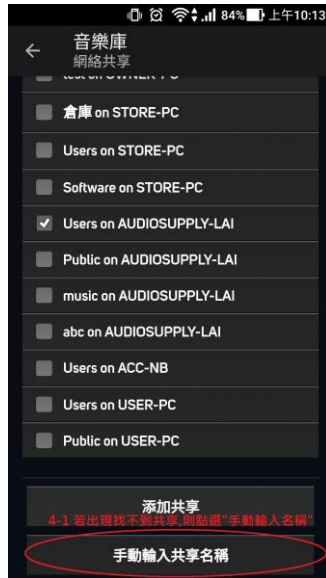 84% 上午10:13
音樂庫
網絡共享
test on OWNER-PC
倉庫 on STORE-PC
Users on STORE-PC
Software on STORE-PC
Users on AUDIOSUPPLY-LAI
Public on AUDIOSUPPLY-LAI
music on AUDIOSUPPLY-LAI
abc on AUDIOSUPPLY-LAI
Users on ACC-NB
Users on USER-PC
Public on USER-PC
添加共享
4-1 若出現找不到共享,則點選"手動輸入名稱"
手動輸入共享名稱